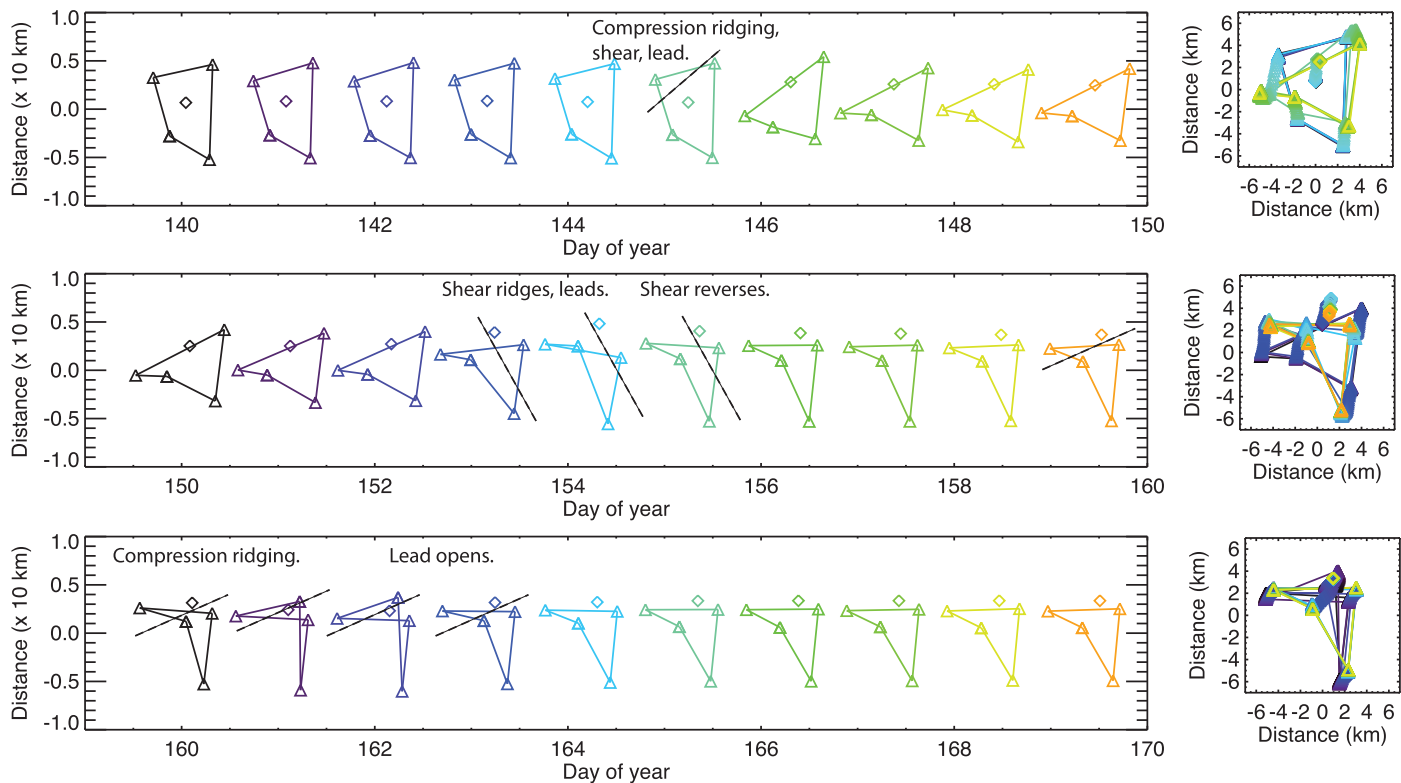 Compression ridging,
shear, lead.
Distance (x 10 km)
1.0
0.5
0.0
-0.5
-1.0
140 142 144 146 148 150
Day of year
Distance (km)
6
4
2
0
-2
-4
-6
-6 -4 -2 0 2 4 6
Distance (km)
Shear ridges, leads. Shear reverses.
Distance (x 10 km)
1.0
0.5
0.0
-0.5
-1.0
150 152 154 156 158 160
Day of year
Distance (km)
6
4
2
0
-2
-4
-6
-6 -4 -2 0 2 4 6
Distance (km)
Compression ridging. Lead opens.
Distance (x 10 km)
1.0
0.5
0.0
-0.5
-1.0
160 162 164 166 168 170
Day of year
Distance (km)
6
4
2
0
-2
-4
-6
-6 -4 -2 0 2 4 6
Distance (km)